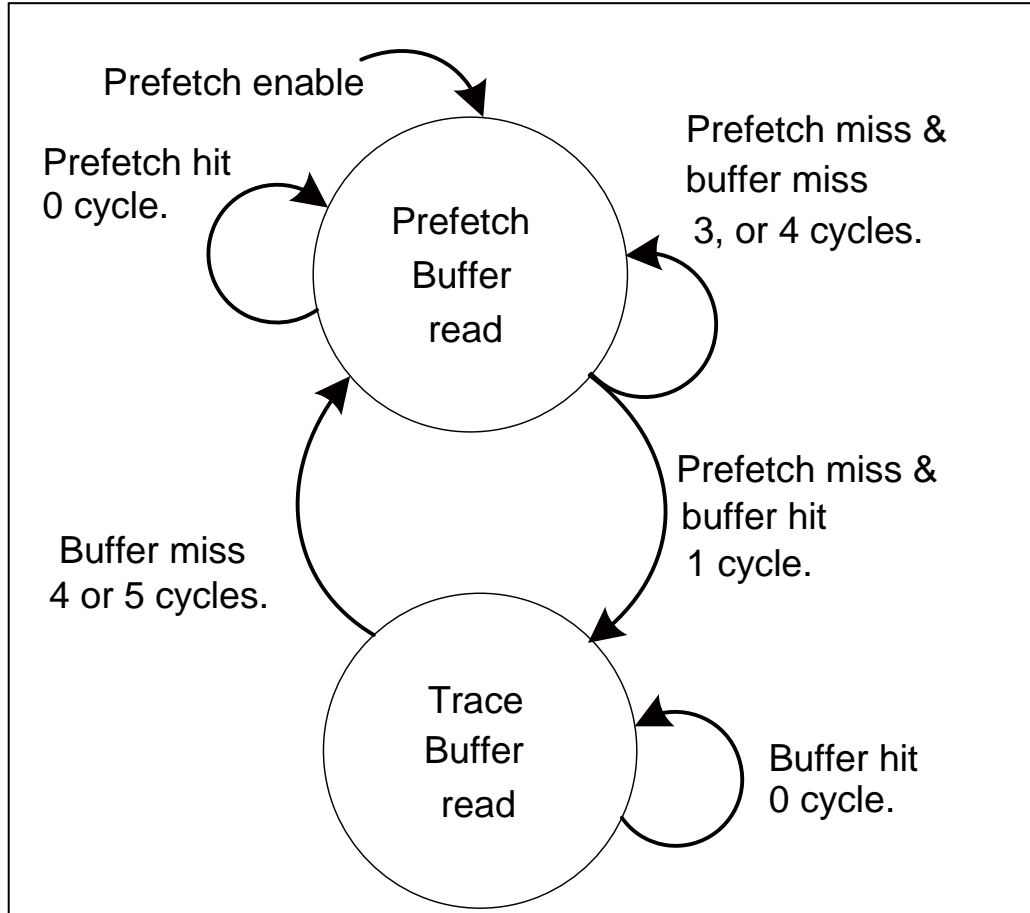 Prefetch enable
Prefetch hit
0 cycle.
Prefetch miss &
buffer miss
3, or 4 cycles.
Prefetch
Buffer
read
Prefetch miss &
buffer hit
1 cycle.
Buffer miss
4 or 5 cycles.
Trace
Buffer
read
Buffer hit
0 cycle.